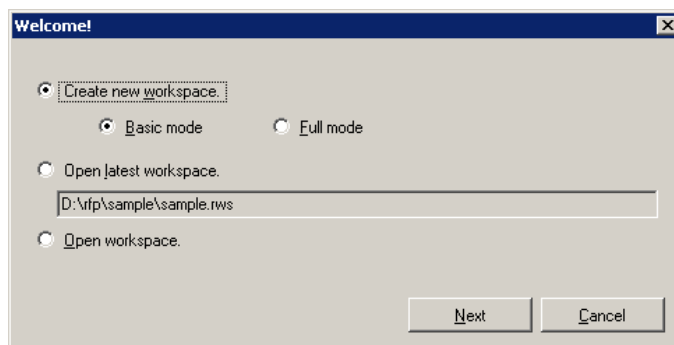 Welcome!
Create new workspace.
Basic mode Full mode
Open latest workspace.
D:\rfp\sample\sample.rws
Open workspace.
Next Cancel